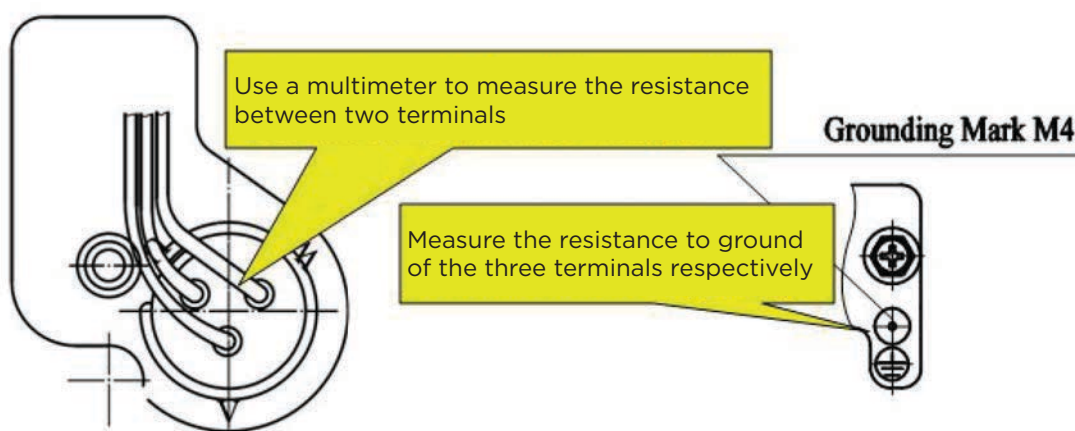 Use a multimeter to measure the resistance
between two terminals
Grounding Mark M4
Measure the resistance to ground
of the three terminals respectively